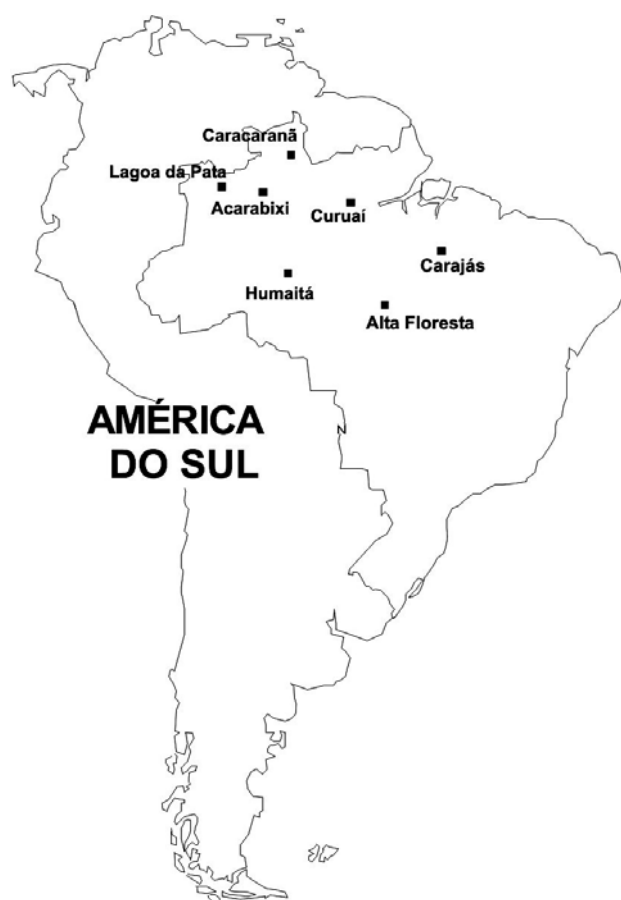 Caracaranã
Lagoa da Pata
Acarabixi
Curuaí
Carajás
Humaitá
Alta Floresta
AMÉRICA
DO SUL